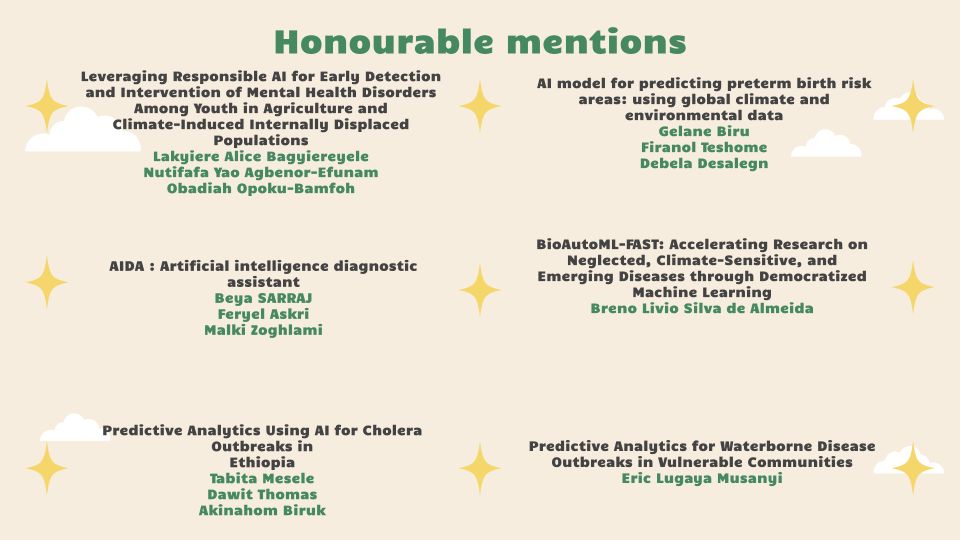 Honourable mentions
Leveraging Responsible AI for Early Detection
and Intervention of Mental Health Disorders
Among Youth in Agriculture and
Climate-Induced Internally Displaced
Populations
Lakyiere Alice Bagyiereyele
Nutifafa Yao Agbenor-Efunam
Obadiah Opoku-Bamfoh
AI model for predicting preterm birth risk
areas: using global climate and
environmental data
Gelane Biru
Firanol Teshome
Debela Desalegn
AIDA : Artificial intelligence diagnostic
assistant
Beya SARRAJ
Feryel Askri
Malki Zoghlami
BioAutoML-FAST: Accelerating Research on
Neglected, Climate-Sensitive, and
Emerging Diseases through Democratized
Machine Learning
Breno Livio Silva de Almeida
Predictive Analytics Using AI for Cholera
Outbreaks in
Ethiopia
Tabita Mesele
Dawit Thomas
Akinahom Biruk
Predictive Analytics for Waterborne Disease
Outbreaks in Vulnerable Communities
Eric Lugaya Musanyi